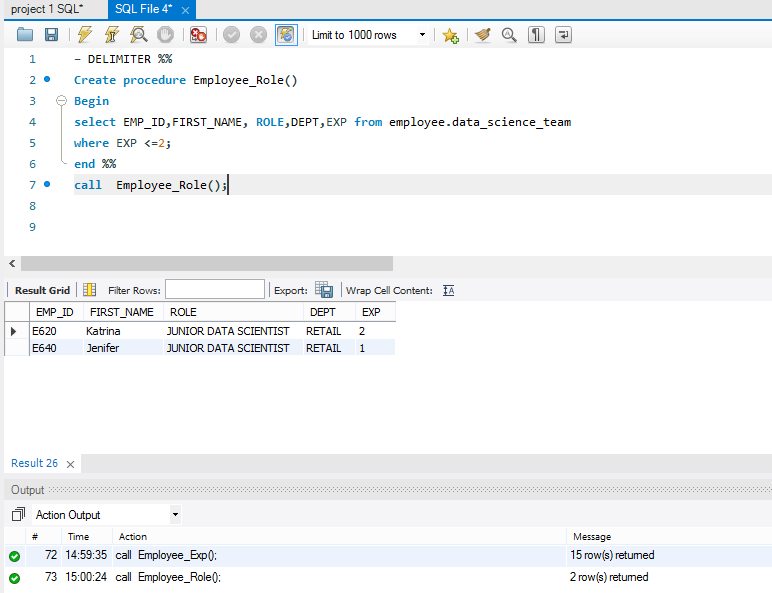 project 1 SQL*
SQL File 4* ×
Limit to 1000 rows
1 - DELIMITER %%
2 Create procedure Employee_Role()
3 Begin
4 select EMP_ID,FIRST_NAME, ROLE,DEPT,EXP from employee.data_science_team
5 where EXP <=2;
6 end %%
7 call Employee_Role();
8
9
Result Grid Filter Rows: Export: Wrap Cell Content: IA
EMP_ID FIRST_NAME ROLE DEPT EXP
E620 Katrina JUNIOR DATA SCIENTIST RETAIL 2
E640 Jenifer JUNIOR DATA SCIENTIST RETAIL 1
Result 26 ×
Output
Action Output
# Time Action Message
72 14:59:35 call Employee_Exp(); 15 row(s) returned
73 15:00:24 call Employee_Role(); 2 row(s) returned